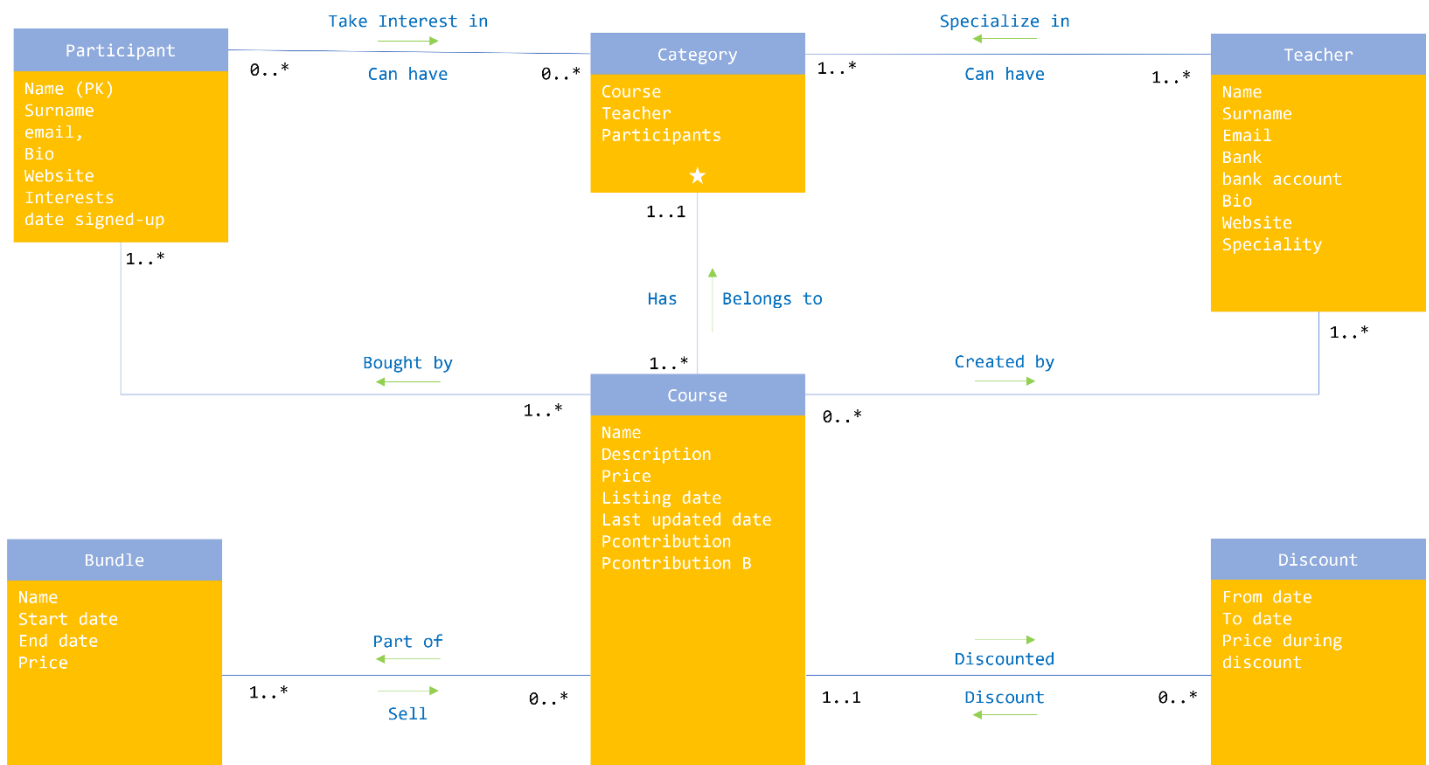 Take Interest in
Specialize in
Participant
Category
Teacher
0..*
Can have
0..*
1..*
Can have
1..*
Name (PK)
Surname
email,
Bio
Website
Interests
date signed-up
Course
Teacher
Participants
Name
Surname
Email
Bank
bank account
Bio
Website
Speciality
1..1
1..*
Has
Belongs to
1..*
Bought by
1..*
Created by
1..*
Course
0..*
Name
Description
Price
Listing date
Last updated date
Pcontribution
Pcontribution B
Bundle
Name
Start date
End date
Price
Discount
From date
To date
Price during
discount
Part of
1..*
Sell
0..*
Discounted
1..1
Discount
0..*